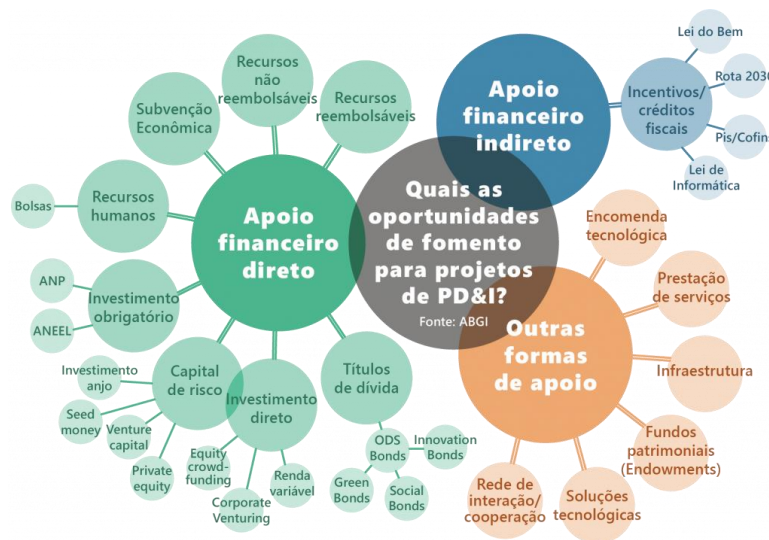 Quais as
oportunidades
de fomento
para projetos
de PD&I?
Fonte: ABGI
Apoio
financeiro
direto
Recursos
não
reembolsáveis
Recursos
reembolsáveis
Subvenção
Econômica
Recursos
humanos
Bolsas
Investimento
obrigatório
ANP
ANEEL
Capital
de risco
Investimento
anjo
Seed
money
Venture
capital
Private
equity
Investimento
direto
Equity
crowd-
funding
Corporate
Venturing
Renda
variável
Títulos
de dívida
ODS
Bonds
Innovation
Bonds
Green
Bonds
Social
Bonds
Apoio
financeiro
indireto
Incentivos/
créditos
fiscais
Lei do Bem
Rota 2030
Pis/Cofins
Lei de
Informática
Outras
formas
de apoio
Encomenda
tecnológica
Prestação
de serviços
Infraestrutura
Fundos
patrimoniais
(Endowments)
Soluções
tecnológicas
Rede de
interação/
cooperação